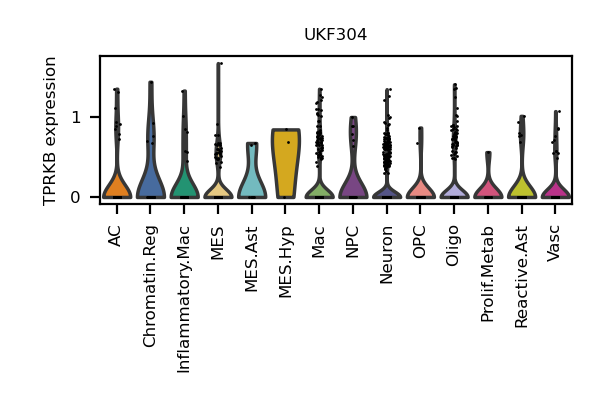 UKF304
TPRKB expression
1
0
AC
Chromatin.Reg
Inflammatory.Mac
MES
MES.Ast
MES.Hyp
Mac
NPC
Neuron
OPC
Oligo
Prolif.Metab
Reactive.Ast
Vasc